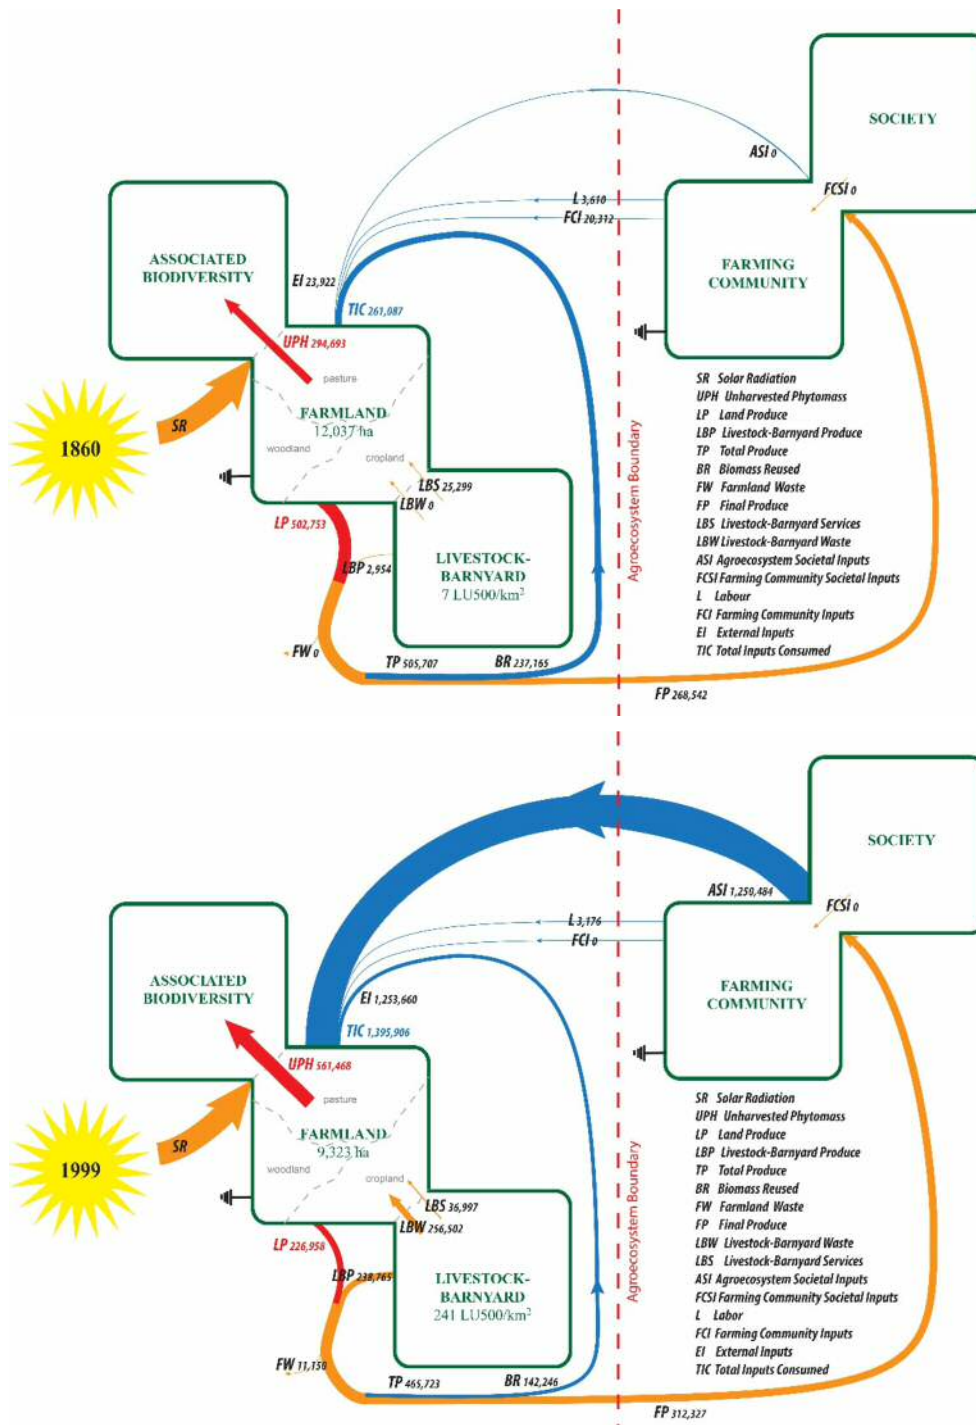 SOCIETY
ASI 0
FCSI 0
L 3,610
FCI 20,312
ASSOCIATED
BIODIVERSITY
FARMING
COMMUNITY
EI 23,922
TIC 261,087
UPH 294,693
pasture
SR
1860
FARMLAND
12,037 ha
woodland
cropland
LBS 25,299
LBW 0
LP 502,753
LBP 2,954
LIVESTOCK-
BARNYARD
7 LU500/km²
FW 0
TP 505,707
BR 237,165
FP 268,542
Agroecosystem Boundary
SR Solar Radiation
UPH Unharvested Phytomass
LP Land Produce
LBP Livestock-Barnyard Produce
TP Total Produce
BR Biomass Reused
FW Farmland Waste
FP Final Produce
LBS Livestock-Barnyard Services
LBW Livestock-Barnyard Waste
ASI Agroecosystem Societal Inputs
FCSI Farming Community Societal Inputs
L Labour
FCI Farming Community Inputs
EI External Inputs
TIC Total Inputs Consumed
SOCIETY
ASI 1,250,484
FCSI 0
L 3,176
FCI 0
ASSOCIATED
BIODIVERSITY
FARMING
COMMUNITY
EI 1,253,660
TIC 1,395,906
UPH 561,468
pasture
SR
1999
FARMLAND
9,323 ha
woodland
cropland
LBS 36,997
LBW 256,502
LP 226,958
LBP 238,765
LIVESTOCK-
BARNYARD
241 LU500/km²
FW 11,150
TP 465,723
BR 142,246
FP 312,327
Agroecosystem Boundary
SR Solar Radiation
UPH Unharvested Phytomass
LP Land Produce
LBP Livestock-Barnyard Produce
TP Total Produce
BR Biomass Reused
FW Farmland Waste
FP Final Produce
LBW Livestock-Barnyard Waste
LBS Livestock-Barnyard Services
ASI Agroecosystem Societal Inputs
FCSI Farming Community Societal Inputs
L Labor
FCI Farming Community Inputs
EI External Inputs
TIC Total Inputs Consumed